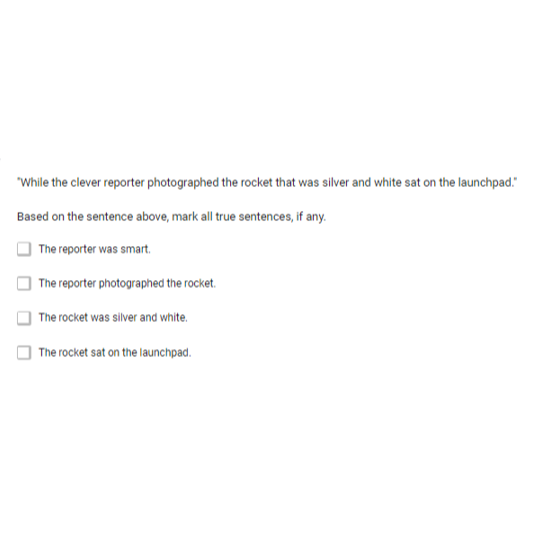 "While the clever reporter photographed the rocket that was silver and white sat on the launchpad."
Based on the sentence above, mark all true sentences, if any.
The reporter was smart.
The reporter photographed the rocket.
The rocket was silver and white.
The rocket sat on the launchpad.